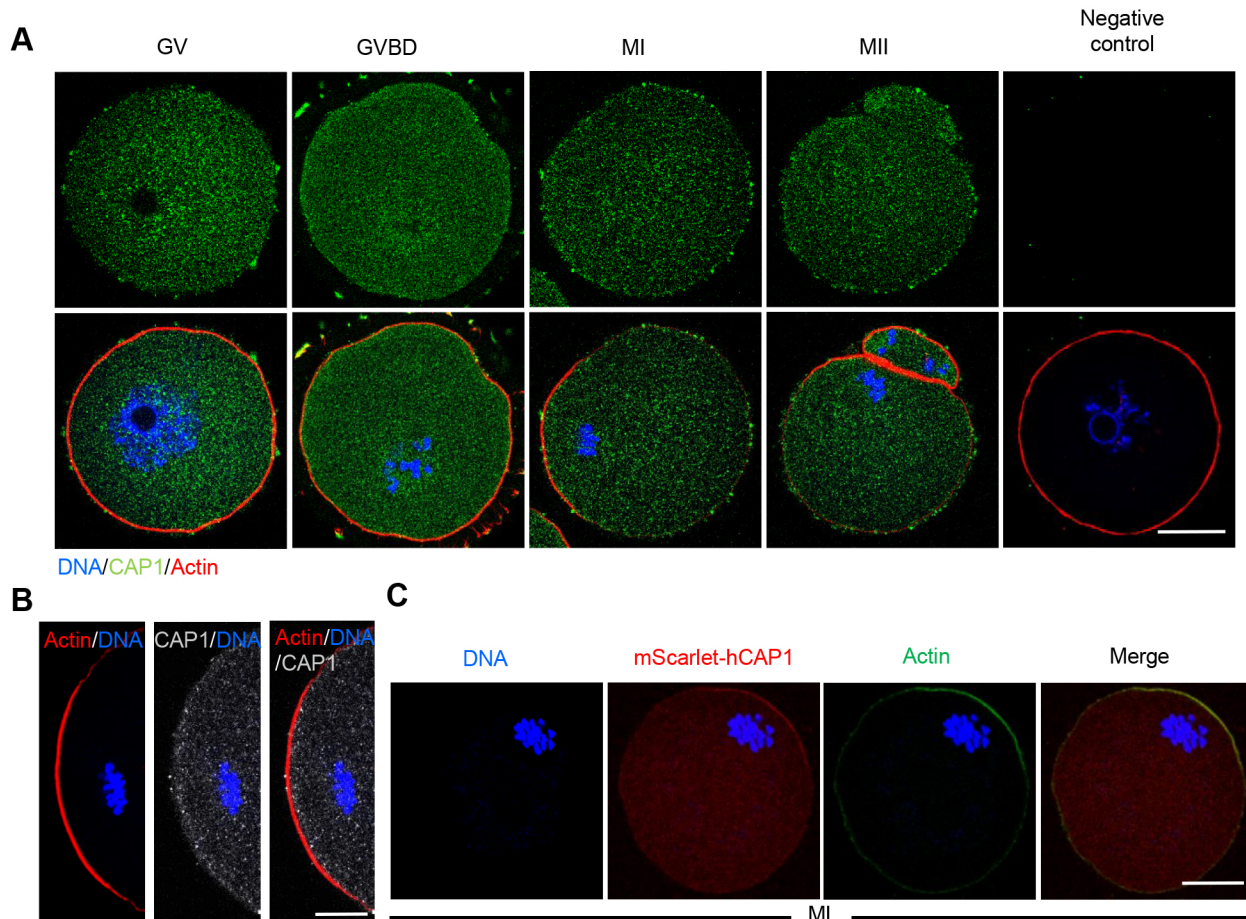 A
GV
GVBD
MI
MII
Negative
control
DNA/CAP1/Actin
B
Actin/DNA
CAP1/DNA
Actin/DNA
/CAP1
C
DNA
mScarlet-hCAP1
Actin
Merge
MI